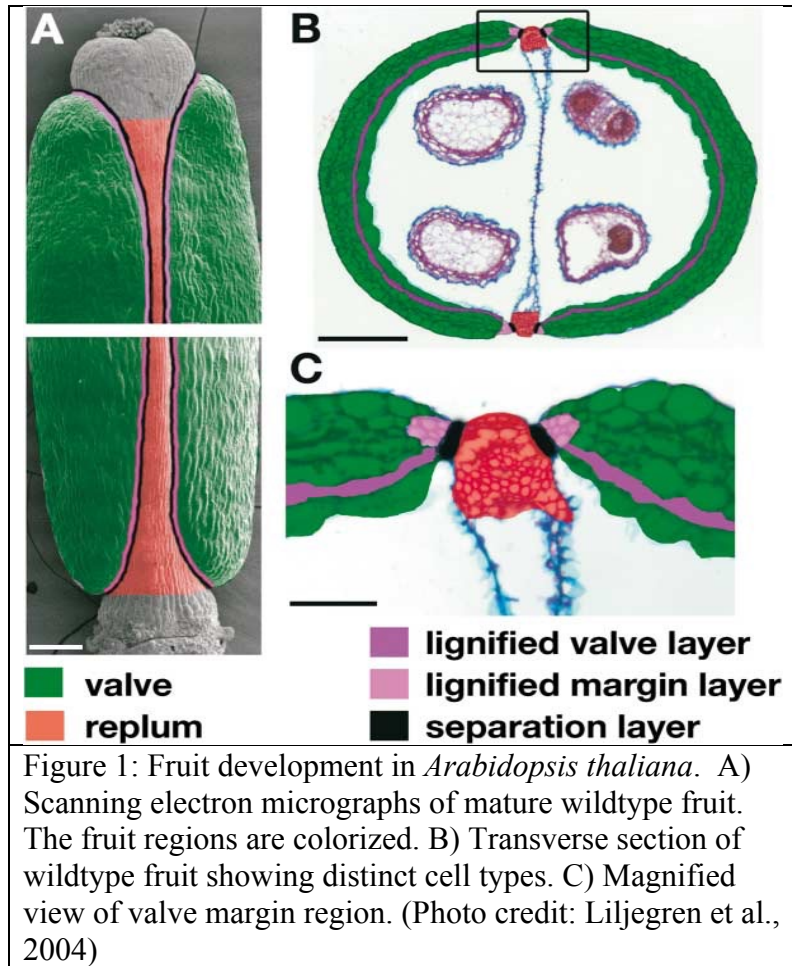 A
B
C
valve
replum
lignified valve layer
lignified margin layer
separation layer
Figure 1: Fruit development in Arabidopsis thaliana.  A)
Scanning electron micrographs of mature wildtype fruit.
The fruit regions are colorized. B) Transverse section of
wildtype fruit showing distinct cell types. C) Magnified
view of valve margin region. (Photo credit: Liljegren et al.,
2004)